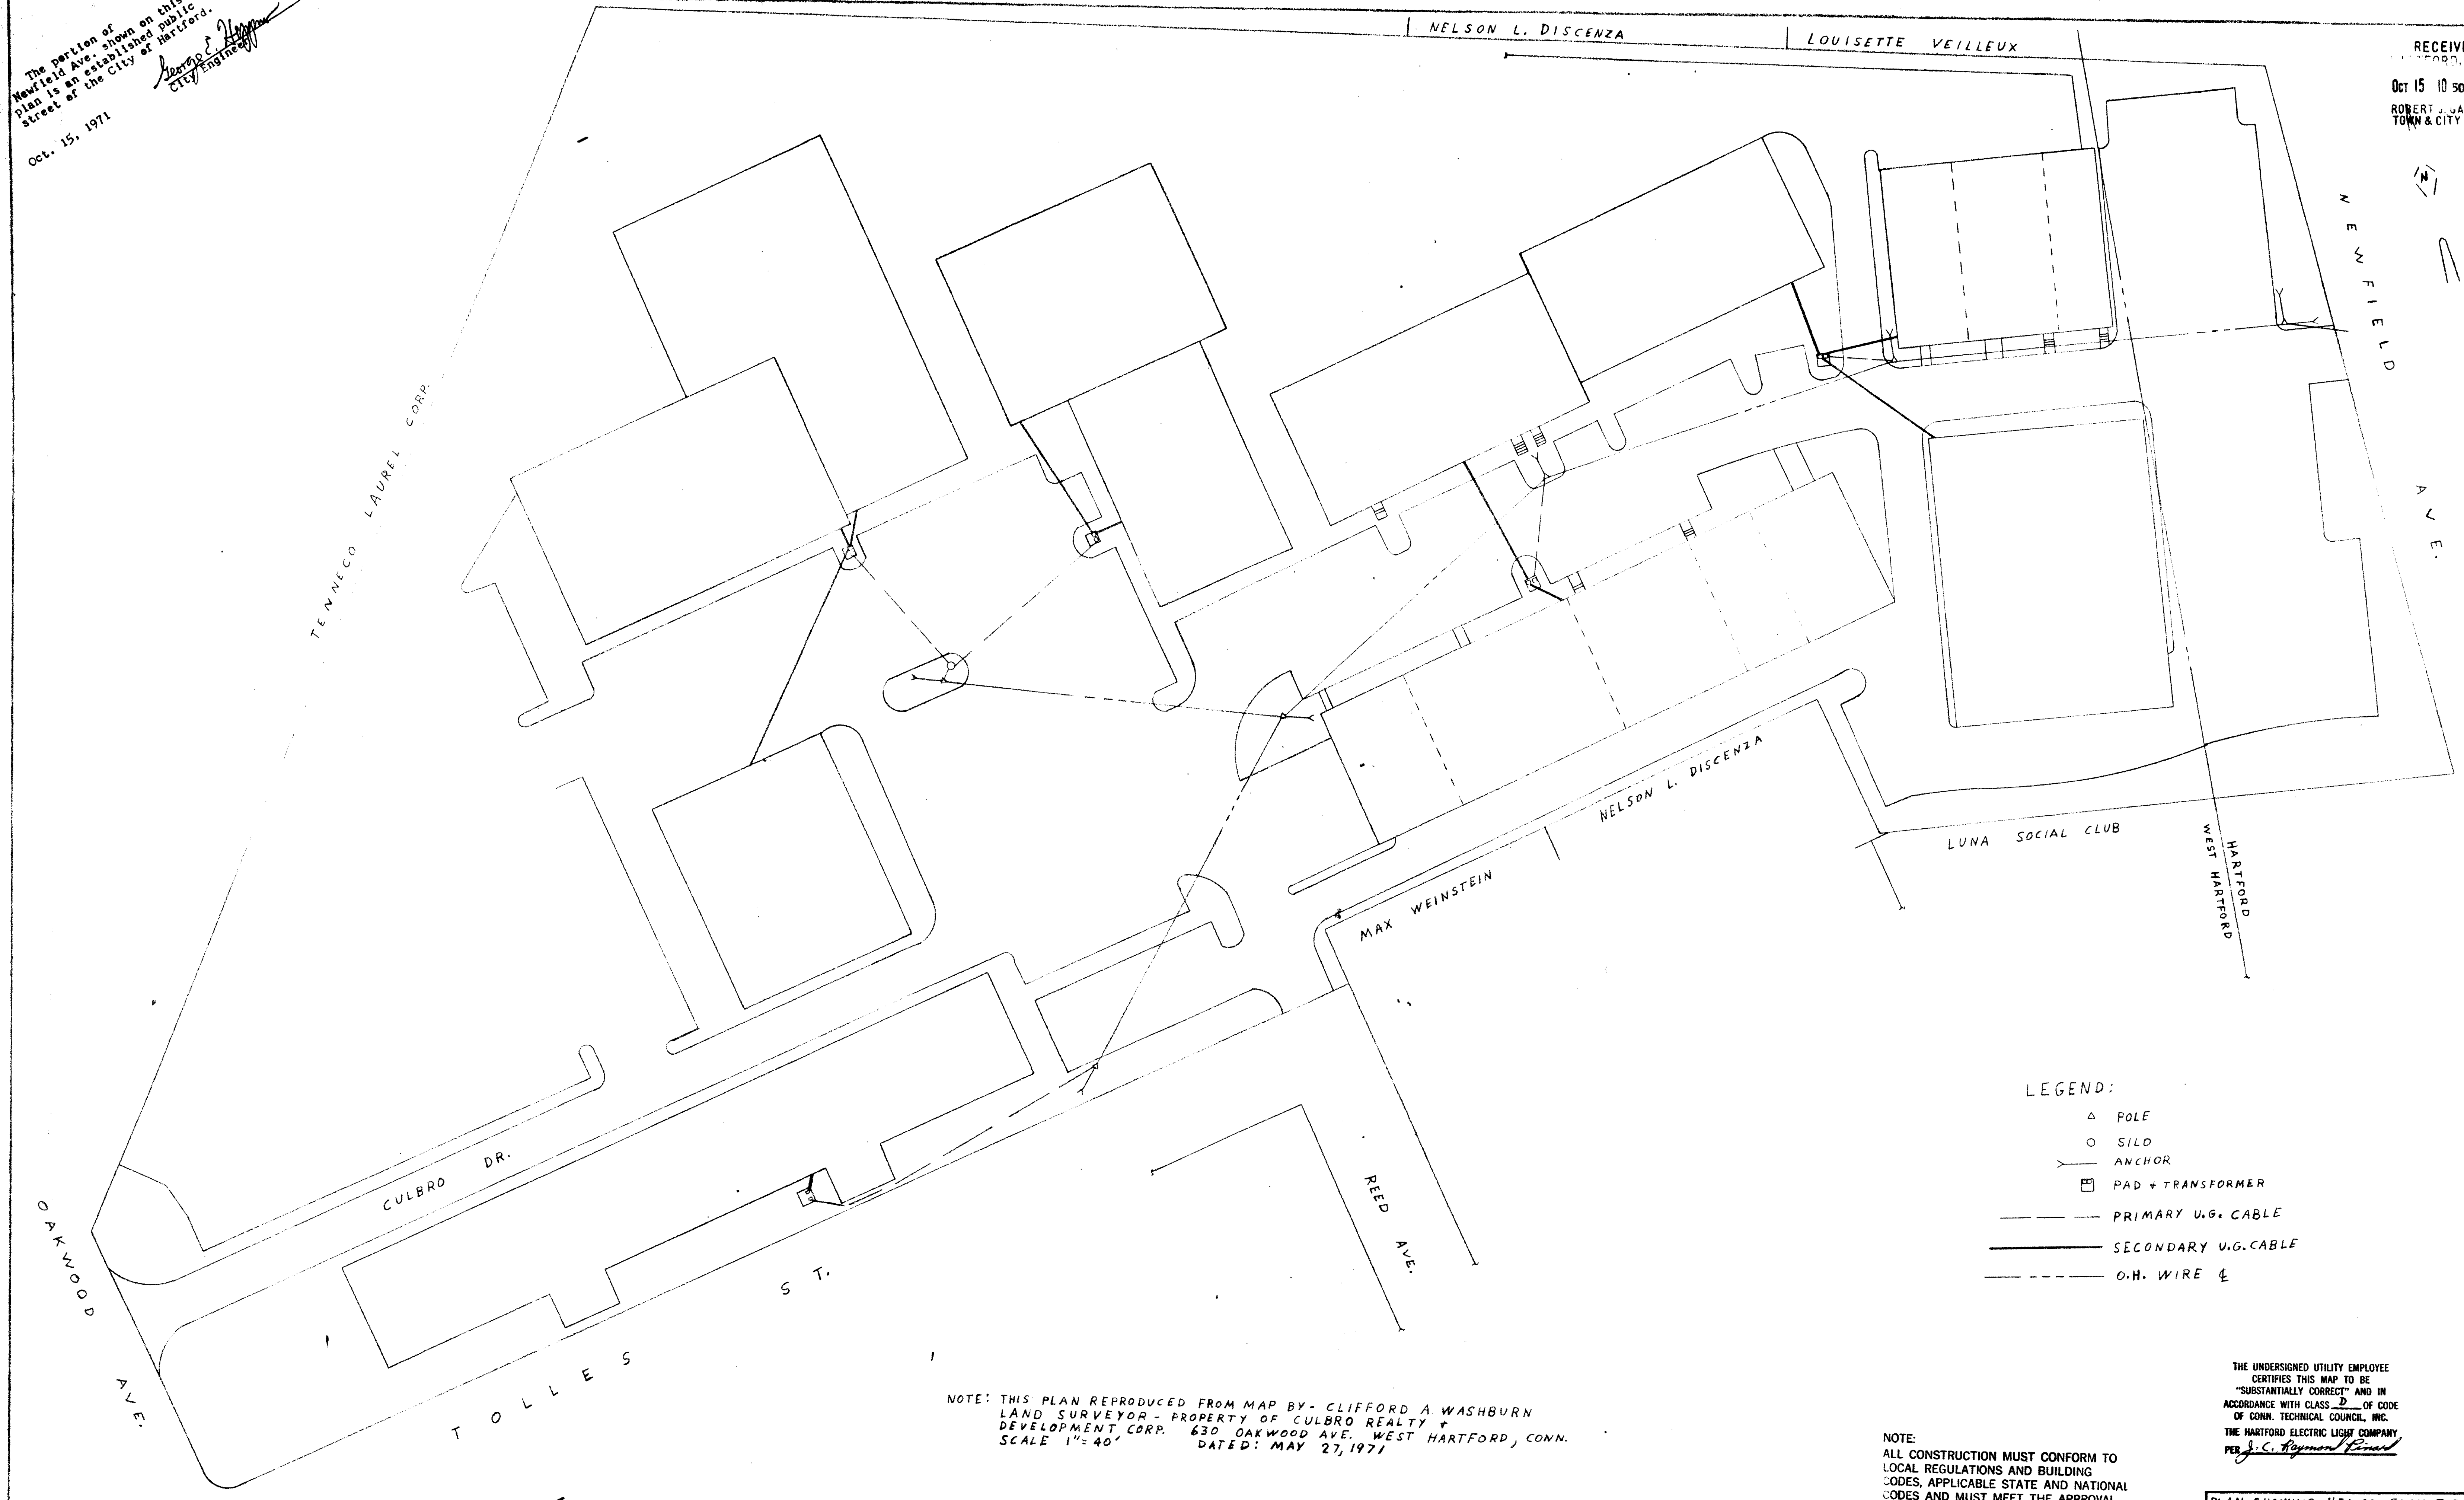 The portion of
Newfield Ave. shown on this
plan is an established public
street of the City of Hartford.
City Engineer
Oct. 15, 1971
NELSON L. DISCENZA
LOUISETTE VEILLEUX
OCT 15 10 50
TOWN & CITY
N
NEWFIELD AVE.
TENNECO LAUREL CORP.
NELSON L. DISCENZA
MAX WEINSTEIN
LUNA SOCIAL CLUB
HARTFORD
WEST HARTFORD
CULBRO DR.
OAKWOOD AVE.
TOLLES ST.
REED AVE.
LEGEND:
POLE
SILO
ANCHOR
PAD + TRANSFORMER
PRIMARY U.G. CABLE
SECONDARY U.G. CABLE
O.H. WIRE ℄
NOTE: THIS PLAN REPRODUCED FROM MAP BY - CLIFFORD A WASHBURN
LAND SURVEYOR - PROPERTY OF CULBRO REALTY +
DEVELOPMENT CORP. 630 OAKWOOD AVE. WEST HARTFORD, CONN.
SCALE 1"= 40' DATED: MAY 27, 1971
THE UNDERSIGNED UTILITY EMPLOYEE
CERTIFIES THIS MAP TO BE
"SUBSTANTIALLY CORRECT" AND IN
ACCORDANCE WITH CLASS D OF CODE
OF CONN. TECHNICAL COUNCIL, INC.
THE HARTFORD ELECTRIC LIGHT COMPANY
PER J. C. Raymond Pinard
NOTE:
ALL CONSTRUCTION MUST CONFORM TO
LOCAL REGULATIONS AND BUILDING
CODES, APPLICABLE STATE AND NATIONAL
CODES AND MUST MEET THE APPROVAL